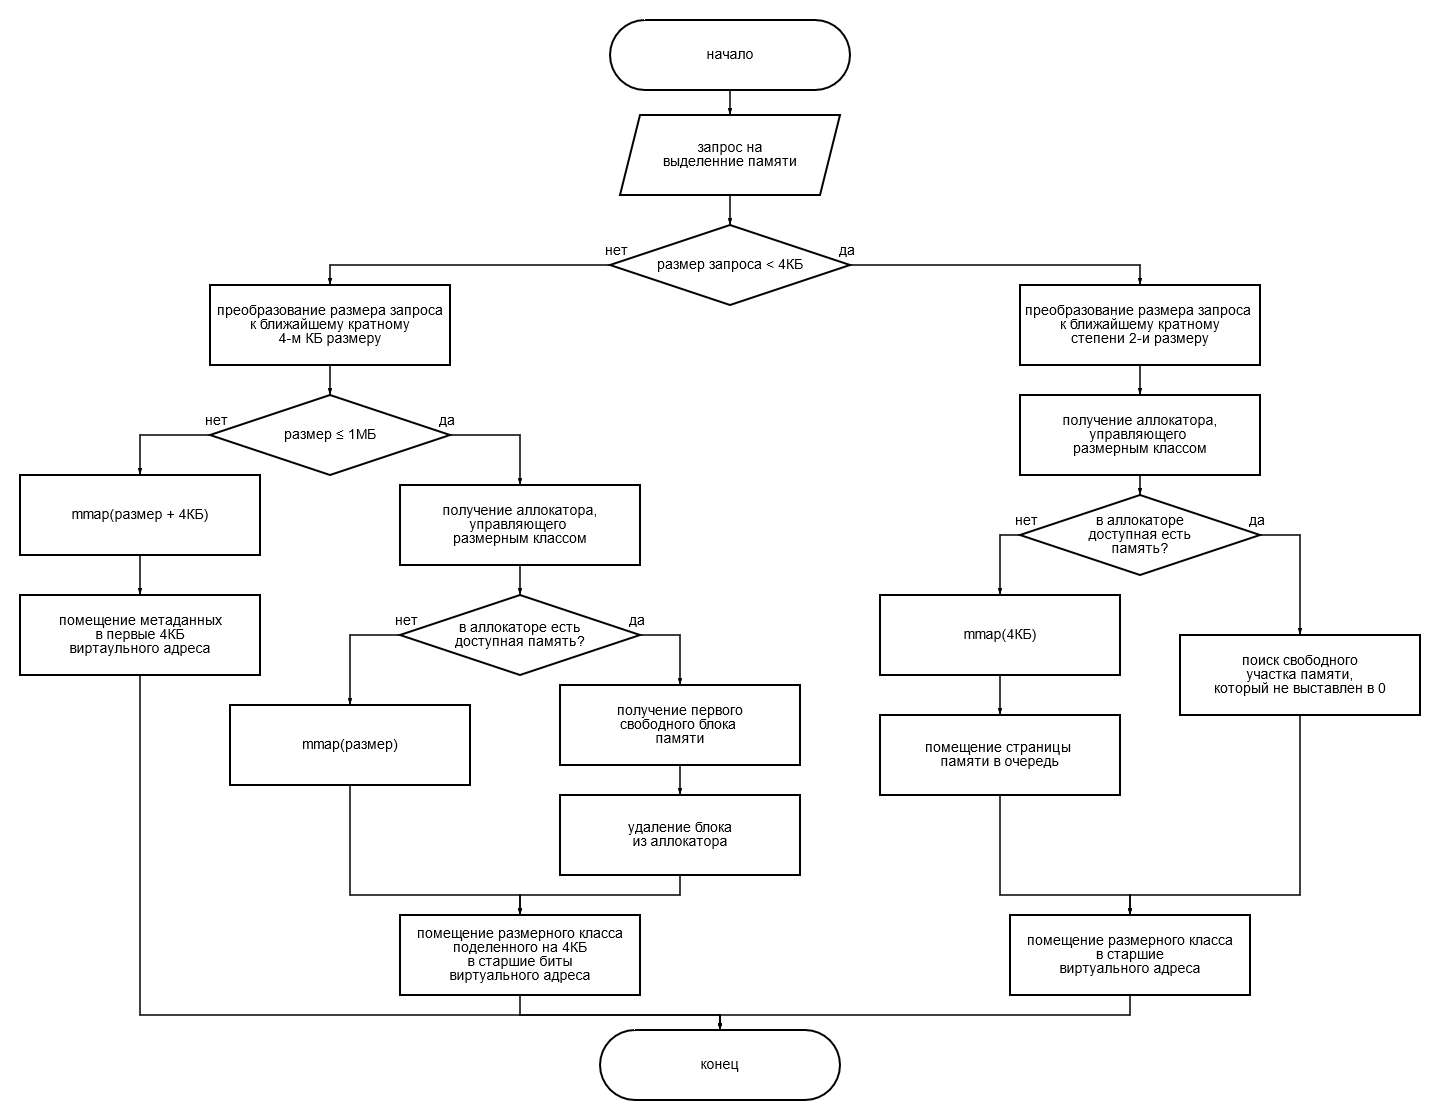 начало
запрос на
выделенние памяти
нет
да
размер запроса < 4КБ
преобразование размера запроса
к ближайшему кратному
4-м КБ размеру
преобразование размера запроса
к ближайшему кратному
степени 2-и размеру
нет
да
размер ≤ 1МБ
получение аллокатора,
управляющего
размерным классом
mmap(размер + 4КБ)
получение аллокатора,
управляющего
размерным классом
нет
да
в аллокаторе
доступная есть
память?
помещение метаданных
в первые 4КБ
виртаульного адреса
нет
да
в аллокаторе есть
доступная память?
mmap(4КБ)
поиск свободного
участка памяти,
который не выставлен в 0
mmap(размер)
получение первого
свободного блока
памяти
помещение страницы
памяти в очередь
удаление блока
из аллокатора
помещение размерного класса
поделенного на 4КБ
в старшие биты
виртуального адреса
помещение размерного класса
в старшие
виртуального адреса
конец